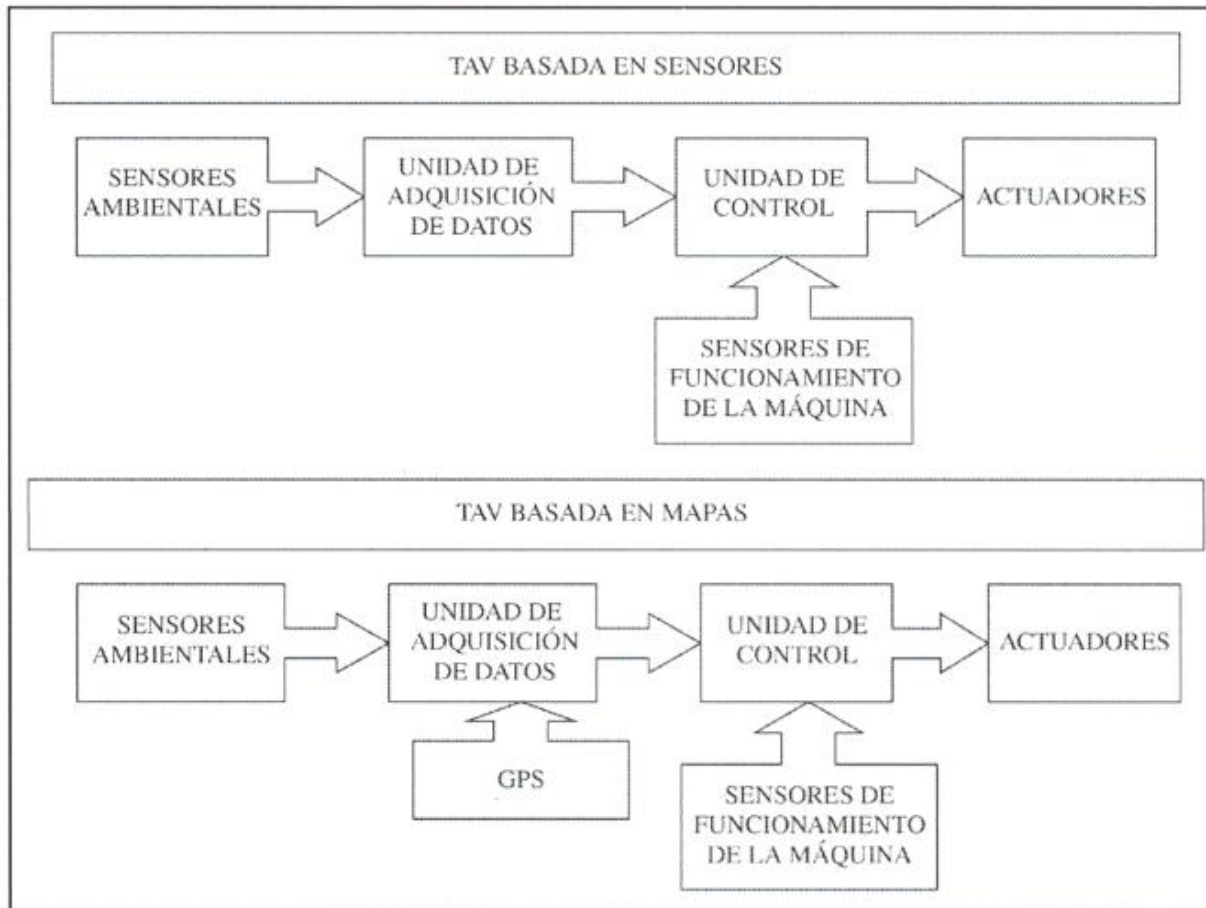 TAV BASADA EN SENSORES
SENSORES
AMBIENTALES
UNIDAD DE
ADQUISICIÓN
DE DATOS
UNIDAD DE
CONTROL
ACTUADORES
SENSORES DE
FUNCIONAMIENTO
DE LA MÁQUINA
TAV BASADA EN MAPAS
SENSORES
AMBIENTALES
UNIDAD DE
ADQUISICIÓN
DE DATOS
UNIDAD DE
CONTROL
ACTUADORES
GPS
SENSORES DE
FUNCIONAMIENTO
DE LA MÁQUINA